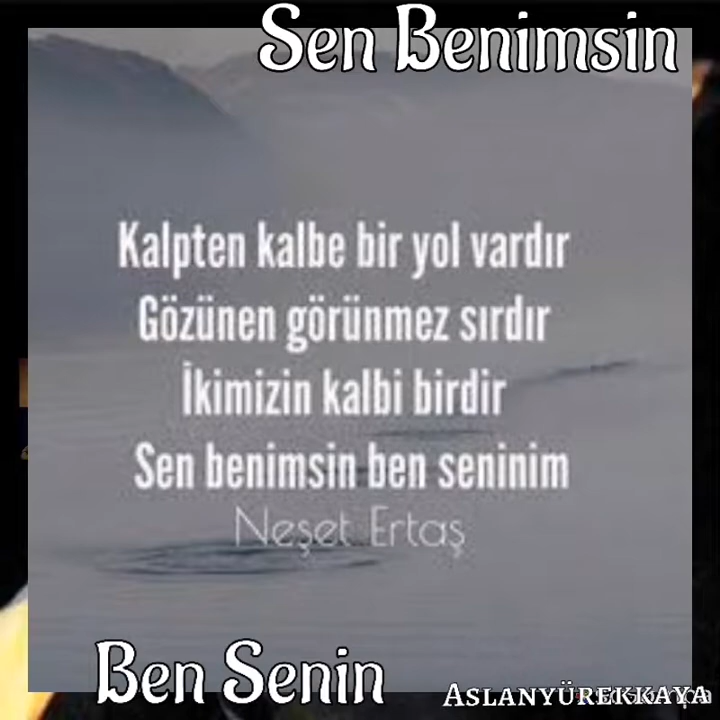 Sen Benimsin
Kalpten kalbe bir yol vardır
Gözünen görünmez sırdır
İkimizin kalbi birdir
Sen benimsin ben seninim
Neşet Ertaş
Ben Senin
ASLANYÜREKKAYA